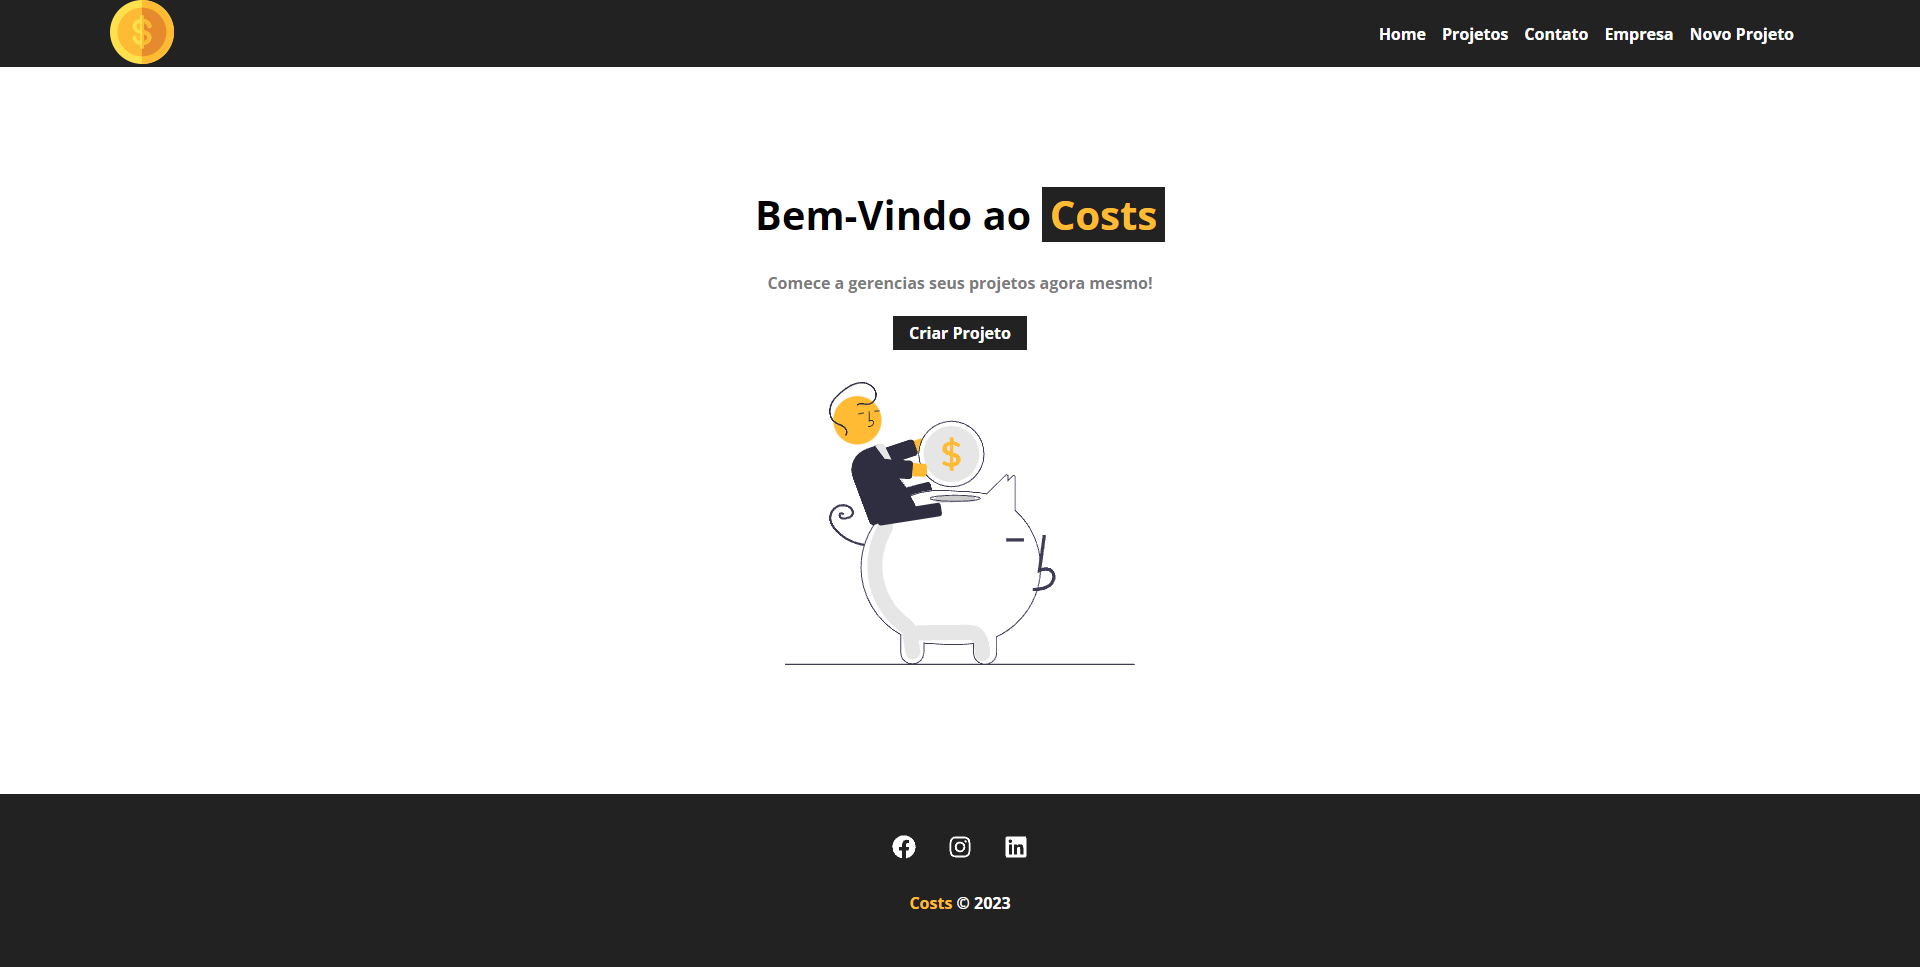 $
Home Projetos Contato Empresa Novo Projeto
Bem-Vindo ao Costs
Comece a gerencias seus projetos agora mesmo!
Criar Projeto
$
Costs © 2023